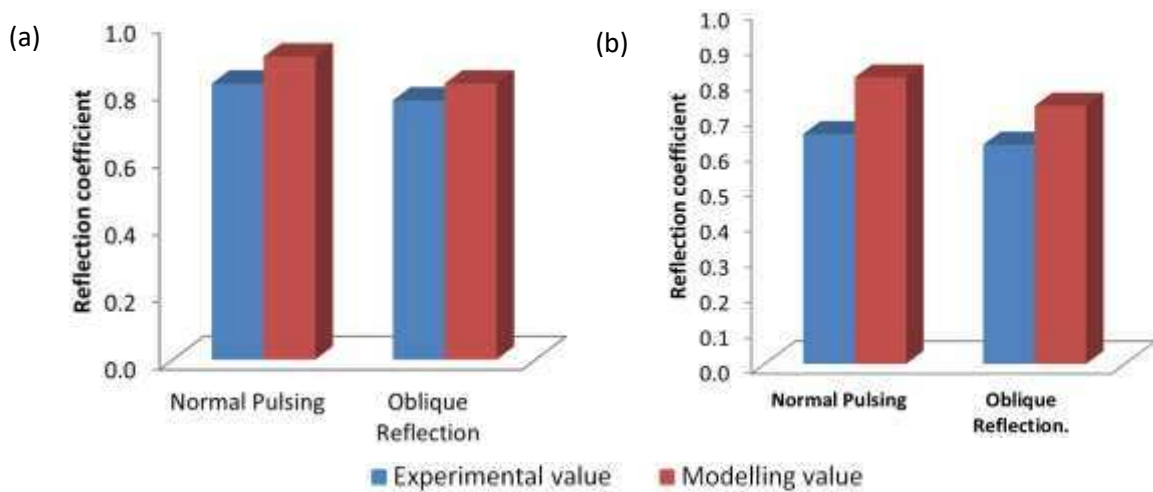 (a)
Reflection coefficient
1.0
0.8
0.6
0.4
0.2
0.0
Normal Pulsing
Oblique
Reflection
(b)
Reflection coefficient
1.0
0.9
0.8
0.7
0.6
0.5
0.4
0.3
0.2
0.1
0.0
Normal Pulsing
Oblique
Reflection.
Experimental value
Modelling value